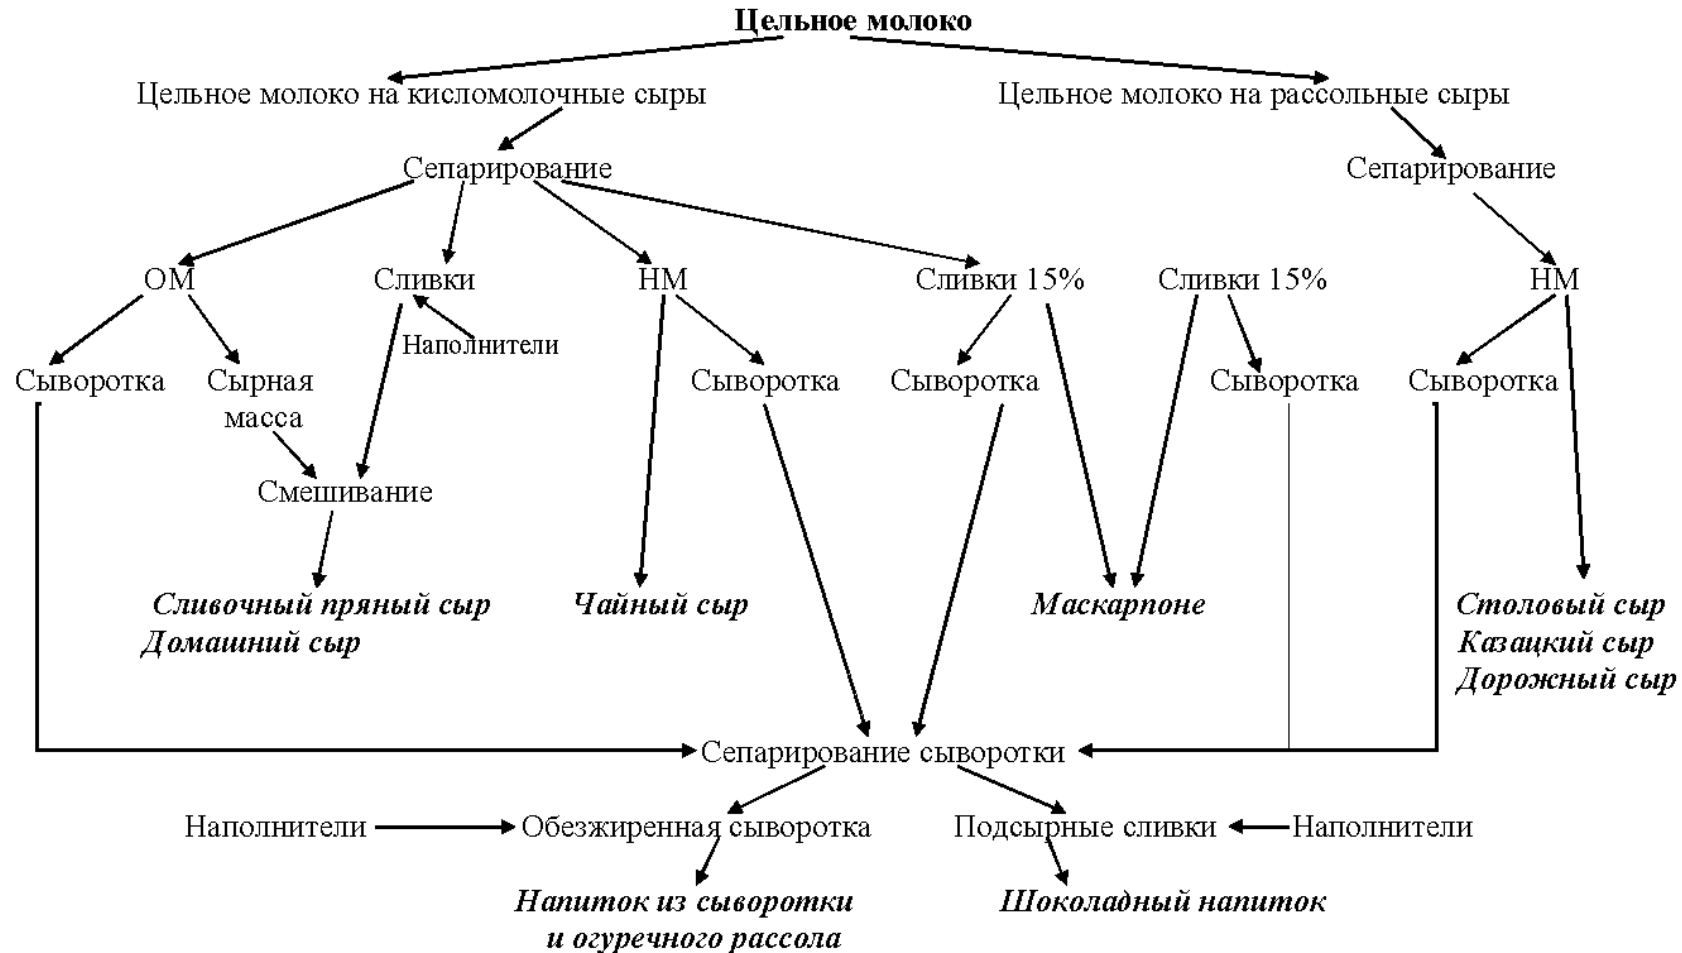 Цельное молоко
Цельное молоко на кисломолочные сыры
Цельное молоко на рассольные сыры
Сепарирование
Сепарирование
ОМ
Сливки
НМ
Сливки 15%
Сливки 15%
НМ
Наполнители
Сыворотка
Сырная
масса
Сыворотка
Сыворотка
Сыворотка
Сыворотка
Смешивание
Сливочный пряный сыр
Домашний сыр
Чайный сыр
Маскарпоне
Столовый сыр
Казацкий сыр
Дорожный сыр
Сепарирование сыворотки
Наполнители
Обезжиренная сыворотка
Подсырные сливки
Наполнители
Напиток из сыворотки
и огуречного рассола
Шоколадный напиток